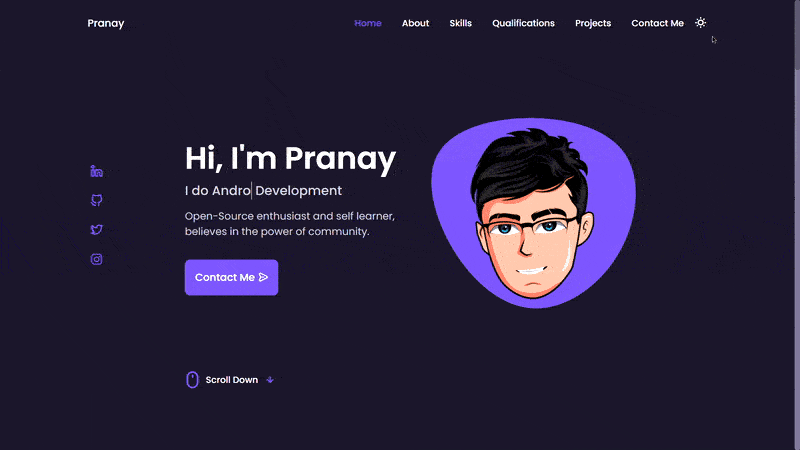 Pranay
Home About Skills Qualifications Projects Contact Me
Hi, I'm Pranay
I do Andro Development
Open-Source enthusiast and self learner,
believes in the power of community.
Contact Me
Scroll Down